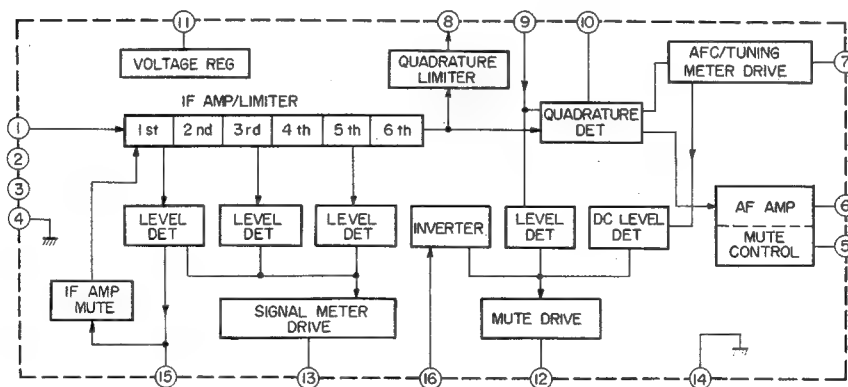 11
8
9
10
VOLTAGE REG
QUADRATURE
LIMITER
AFC/TUNING
METER DRIVE
7
IF AMP/LIMITER
1
1st
2nd
3rd
4th
5th
6th
QUADRATURE
DET
2
3
4
LEVEL
DET
LEVEL
DET
LEVEL
DET
INVERTER
LEVEL
DET
DC LEVEL
DET
AF AMP
6
MUTE
CONTROL
5
IF AMP
MUTE
SIGNAL METER
DRIVE
MUTE DRIVE
15
13
16
12
14